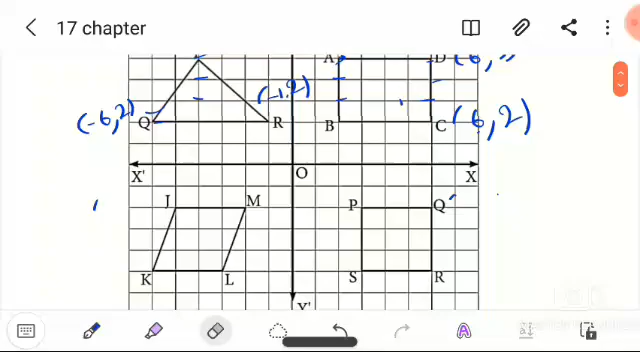 17 chapter
A D (6,
(-1,2)
(-6,2) Q R B C (6,2)
O
X' X
J M P Q
K L S R
Y'